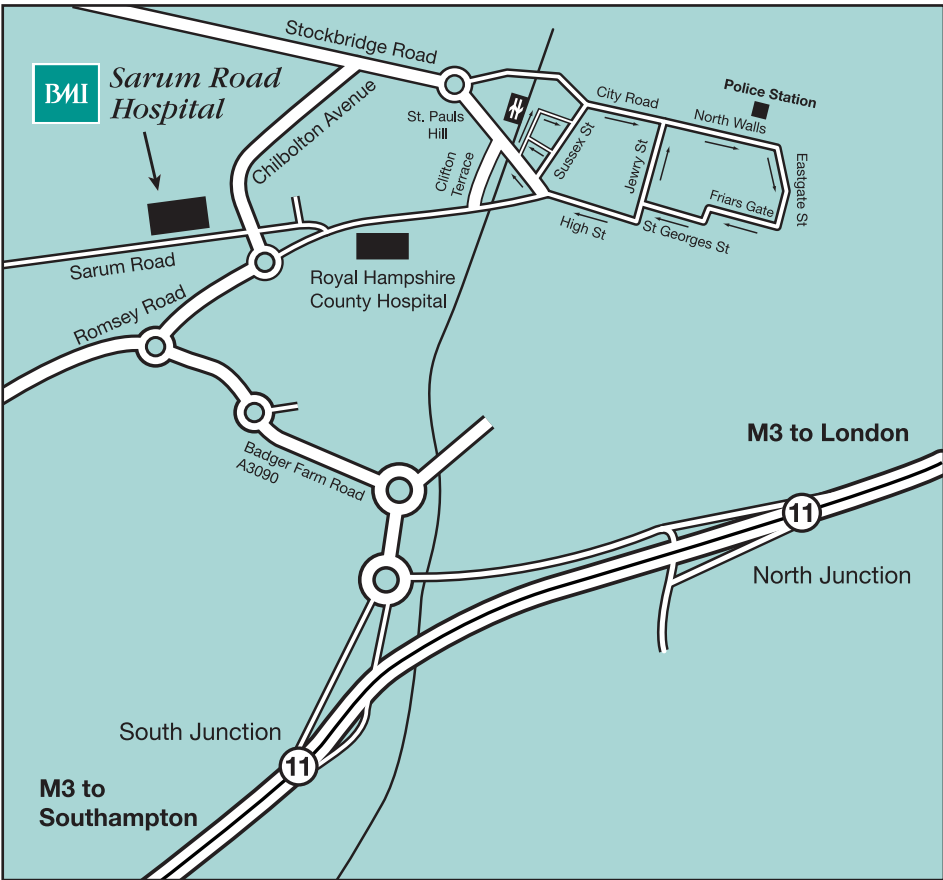 Stockbridge Road
BMI
Sarum Road
Hospital
Chilbolton Avenue
St. Pauls
Hill
City Road
Police Station
North Walls
Clifton
Terrace
Sussex St
Jewry St
Eastgate St
Friars Gate
High St
St Georges St
Sarum Road
Royal Hampshire
County Hospital
Romsey Road
Badger Farm Road
A3090
M3 to London
11
North Junction
South Junction
11
M3 to
Southampton